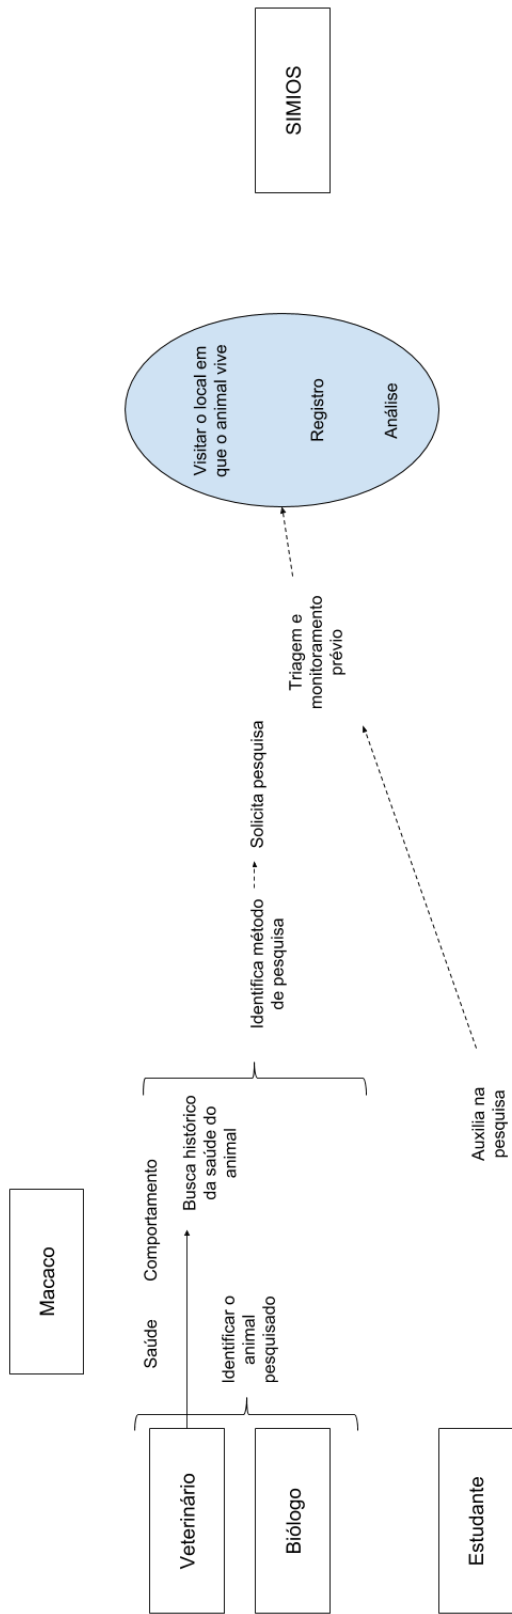 Macaco
Veterinário
Biólogo
Estudante
Saúde
Comportamento
Identificar o
animal
pesquisado
Busca histórico
da saúde do
animal
Auxilia na
pesquisa
Identifica método
de pesquisa
Solicita pesquisa
Triagem e
monitoramento
prévio
Visitar o local em
que o animal vive
Registro
Análise
SIMIOS